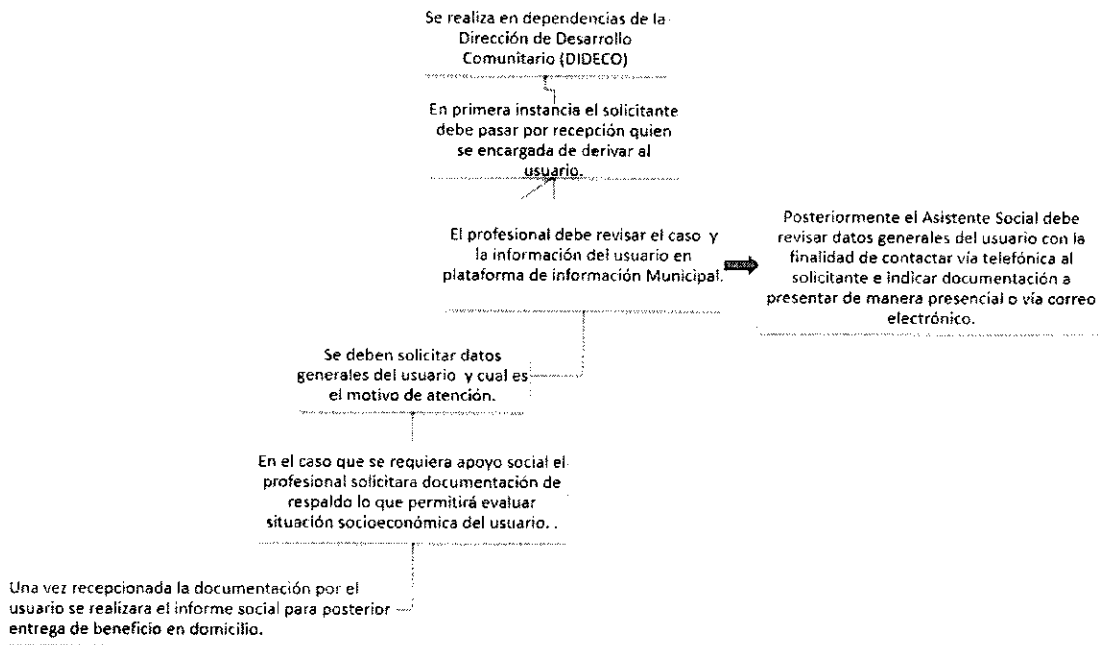 Se realiza en dependencias de la
Dirección de Desarrollo
Comunitario (DIDECO)
En primera instancia el solicitante
debe pasar por recepción quien
se encargada de derivar al
usuario.
El profesional debe revisar el caso y
la información del usuario en
plataforma de información Municipal.
Posteriormente el Asistente Social debe
revisar datos generales del usuario con la
finalidad de contactar vía telefónica al
solicitante e indicar documentación a
presentar de manera presencial o vía correo
electrónico.
Se deben solicitar datos
generales del usuario y cual es
el motivo de atención.
En el caso que se requiera apoyo social el
profesional solicitara documentación de
respaldo lo que permitirá evaluar
situación socioeconómica del usuario. .
Una vez recepcionada la documentación por el
usuario se realizara el informe social para posterior
entrega de beneficio en domicilio.